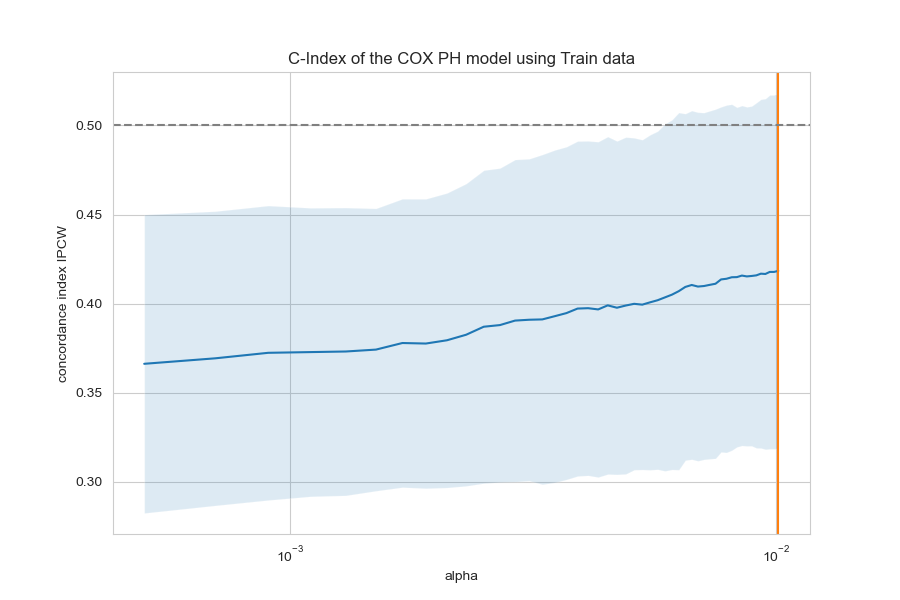 C-Index of the COX PH model using Train data
concordance index IPCW
0.50
0.45
0.40
0.35
0.30
10⁻³
10⁻²
alpha